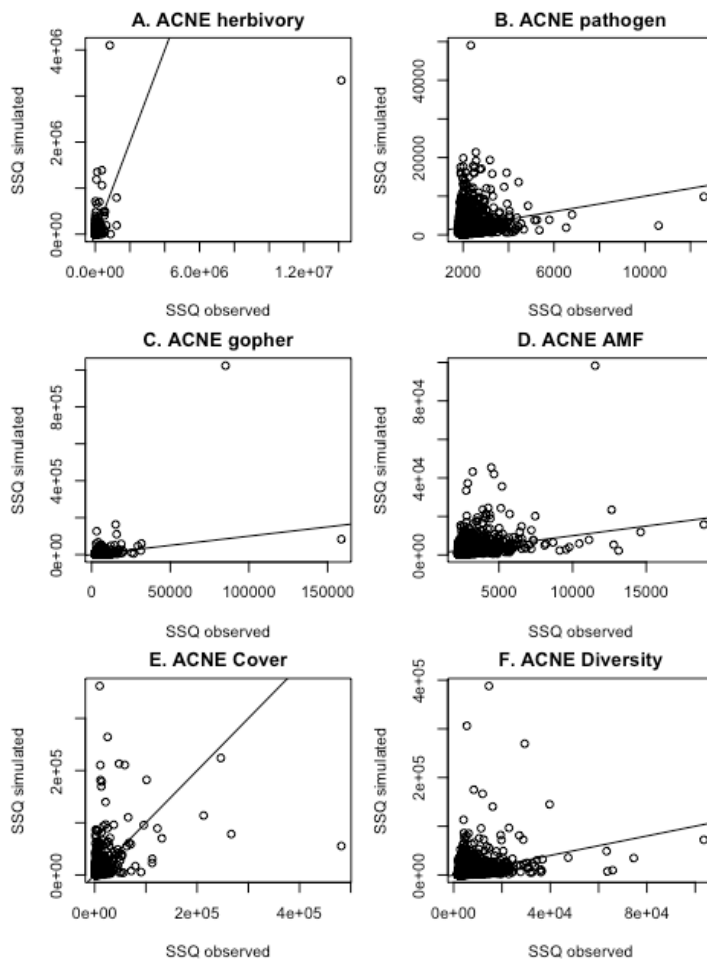 A. ACNE herbivory
SSQ simulated
0e+00 2e+06 4e+06
0.0e+00 6.0e+06 1.2e+07
SSQ observed
B. ACNE pathogen
SSQ simulated
0 20000 40000
2000 6000 10000
SSQ observed
C. ACNE gopher
SSQ simulated
0e+00 4e+05 8e+05
0 50000 100000 150000
SSQ observed
D. ACNE AMF
SSQ simulated
0e+00 4e+04 8e+04
5000 10000 15000
SSQ observed
E. ACNE Cover
SSQ simulated
0e+00 2e+05
0e+00 2e+05 4e+05
SSQ observed
F. ACNE Diversity
SSQ simulated
0e+00 2e+05 4e+05
0e+00 4e+04 8e+04
SSQ observed